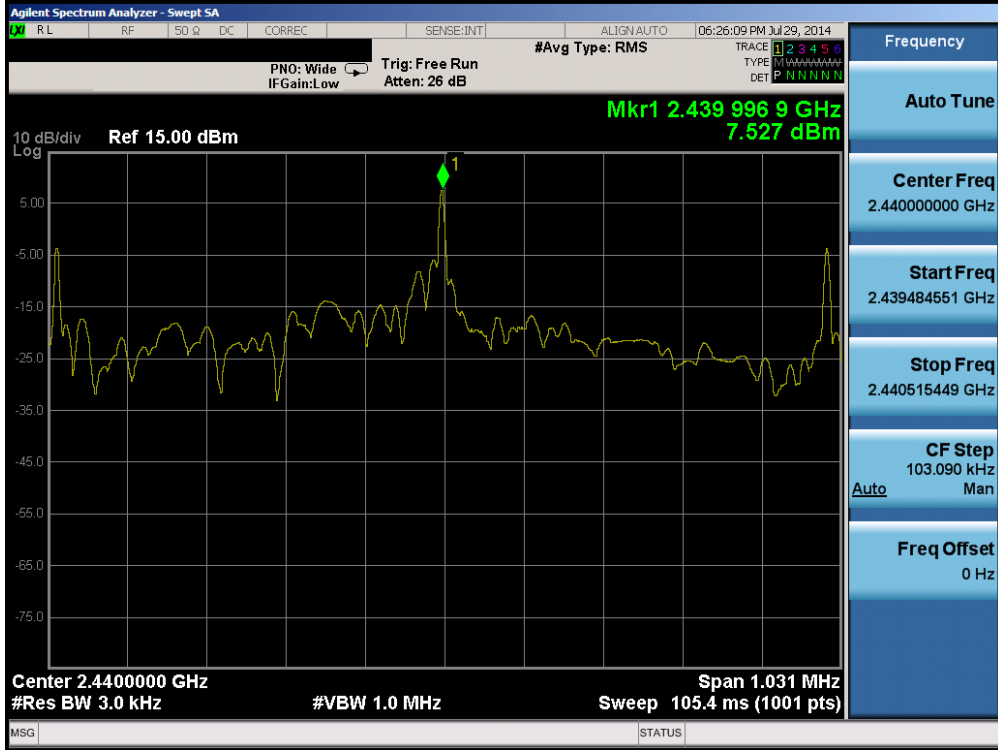 Agilent Spectrum Analyzer - Swept SA
LXI RL RF 50 Ω DC CORREC SENSE:INT ALIGN AUTO 06:26:09 PM Jul 29, 2014
#Avg Type: RMS
TRACE 1 2 3 4 5 6
TYPE M WWWWW
DET P N N N N N
PNO: Wide
IFGain:Low
Trig: Free Run
Atten: 26 dB
Mkr1 2.439 996 9 GHz
7.527 dBm
10 dB/div Ref 15.00 dBm
Log
1
5.00
-5.00
-15.0
-25.0
-35.0
-45.0
-55.0
-65.0
-75.0
Center 2.4400000 GHz
Span 1.031 MHz
#Res BW 3.0 kHz
#VBW 1.0 MHz
Sweep 105.4 ms (1001 pts)
MSG
STATUS
Frequency
Auto Tune
Center Freq
2.440000000 GHz
Start Freq
2.439484551 GHz
Stop Freq
2.440515449 GHz
CF Step
103.090 kHz
Auto Man
Freq Offset
0 Hz